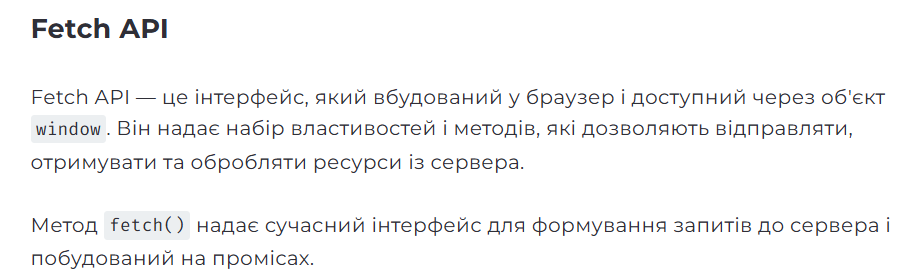 Fetch API
Fetch API — це інтерфейс, який вбудований у браузер і доступний через об'єкт
window. Він надає набір властивостей і методів, які дозволяють відправляти,
отримувати та обробляти ресурси із сервера.
Метод fetch() надає сучасний інтерфейс для формування запитів до сервера і
побудований на промісах.